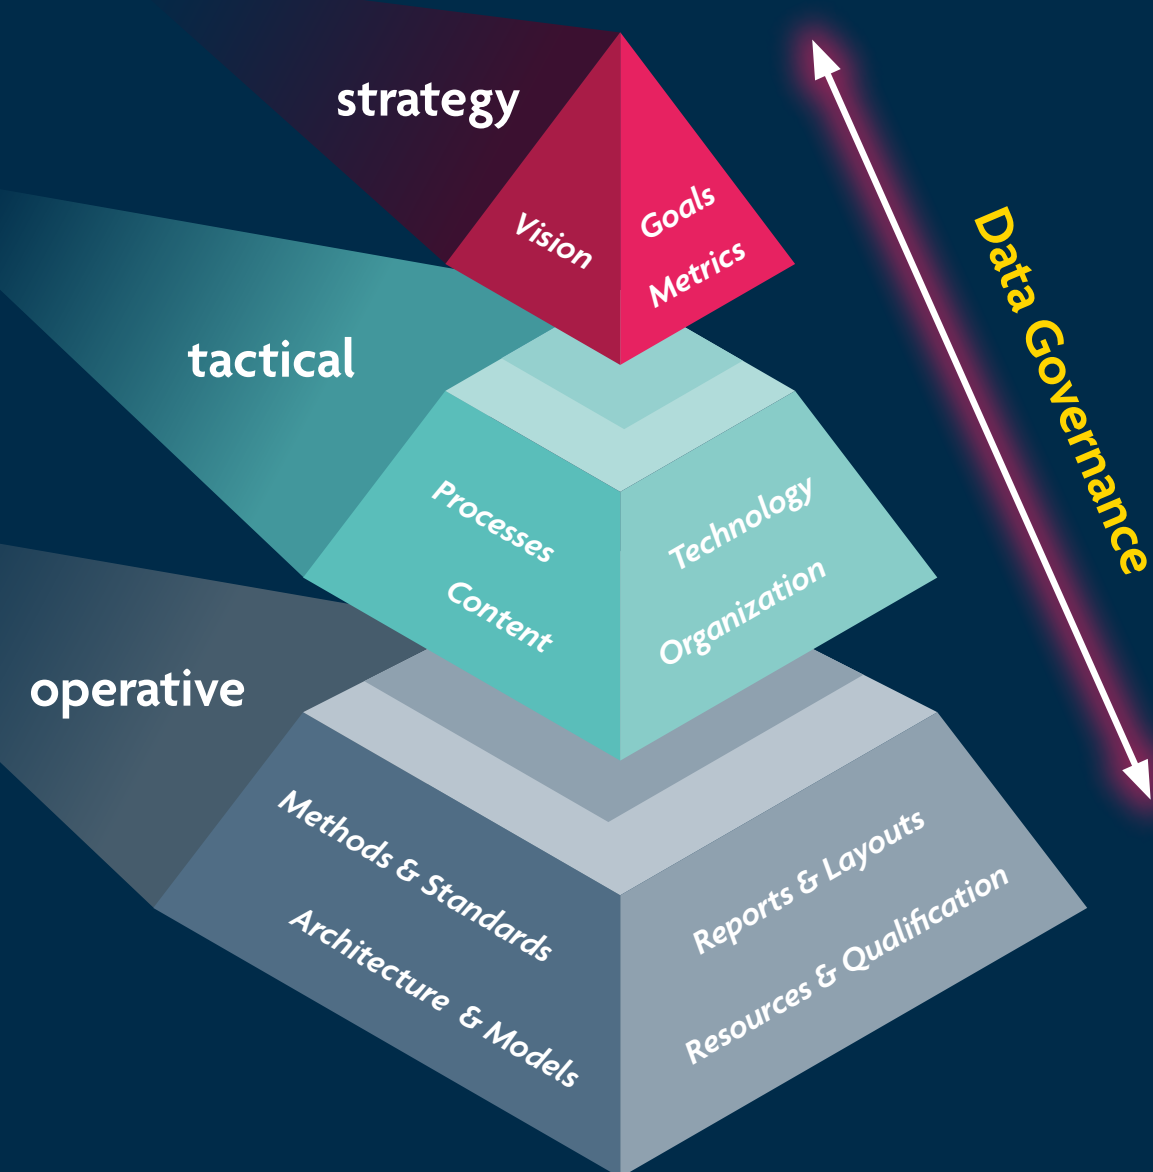 strategy
Vision
Goals
Metrics
Data Governance
tactical
Processes
Content
Technology
Organization
operative
Methods & Standards
Architecture & Models
Reports & Layouts
Resources & Qualification